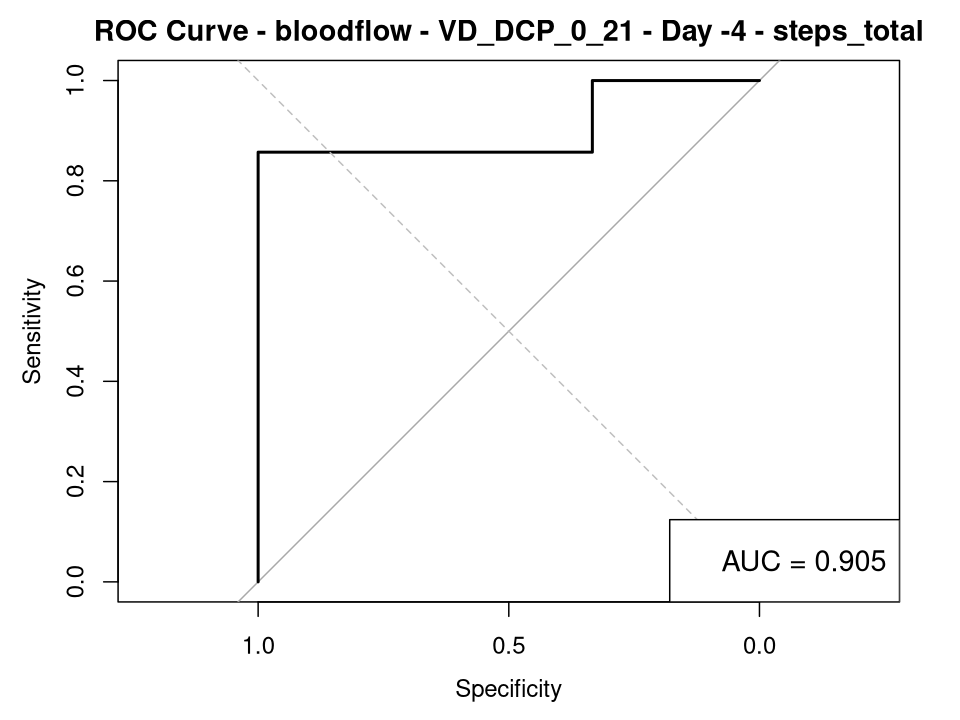 ROC Curve - bloodflow - VD_DCP_0_21 - Day -4 - steps_total
Sensitivity
1.0
0.8
0.6
0.4
0.2
0.0
AUC = 0.905
1.0 0.5 0.0
Specificity